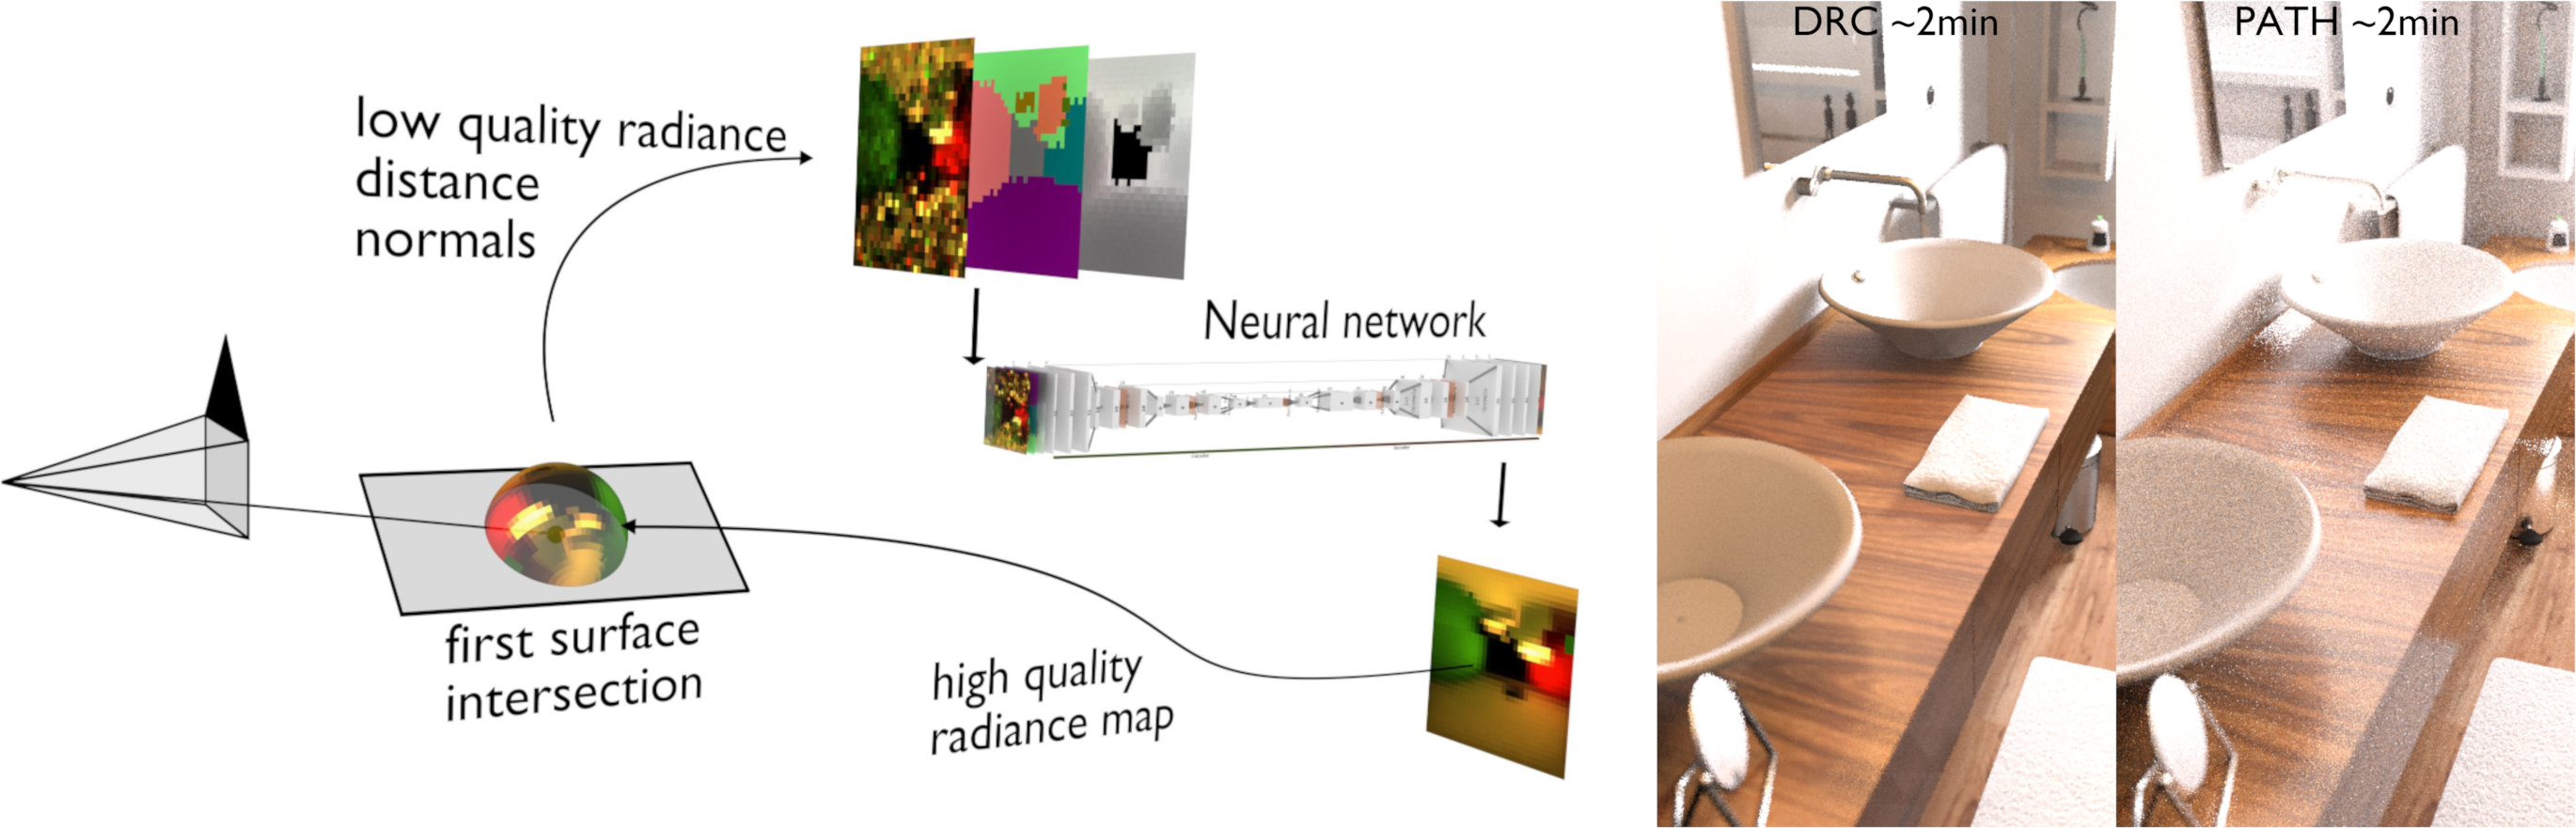 low quality radiance
distance
normals
Neural network
first surface
intersection
high quality
radiance map
DRC ~2min
PATH ~2min